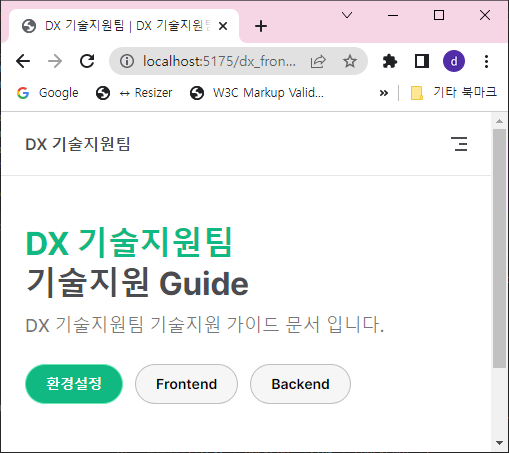 DX 기술지원팀 | DX 기술지원
localhost:5175/dx_fron...
d
Google
↔ Resizer
W3C Markup Valid...
»
기타 북마크
DX 기술지원팀
DX 기술지원팀
기술지원 Guide
DX 기술지원팀 기술지원 가이드 문서 입니다.
환경설정
Frontend
Backend